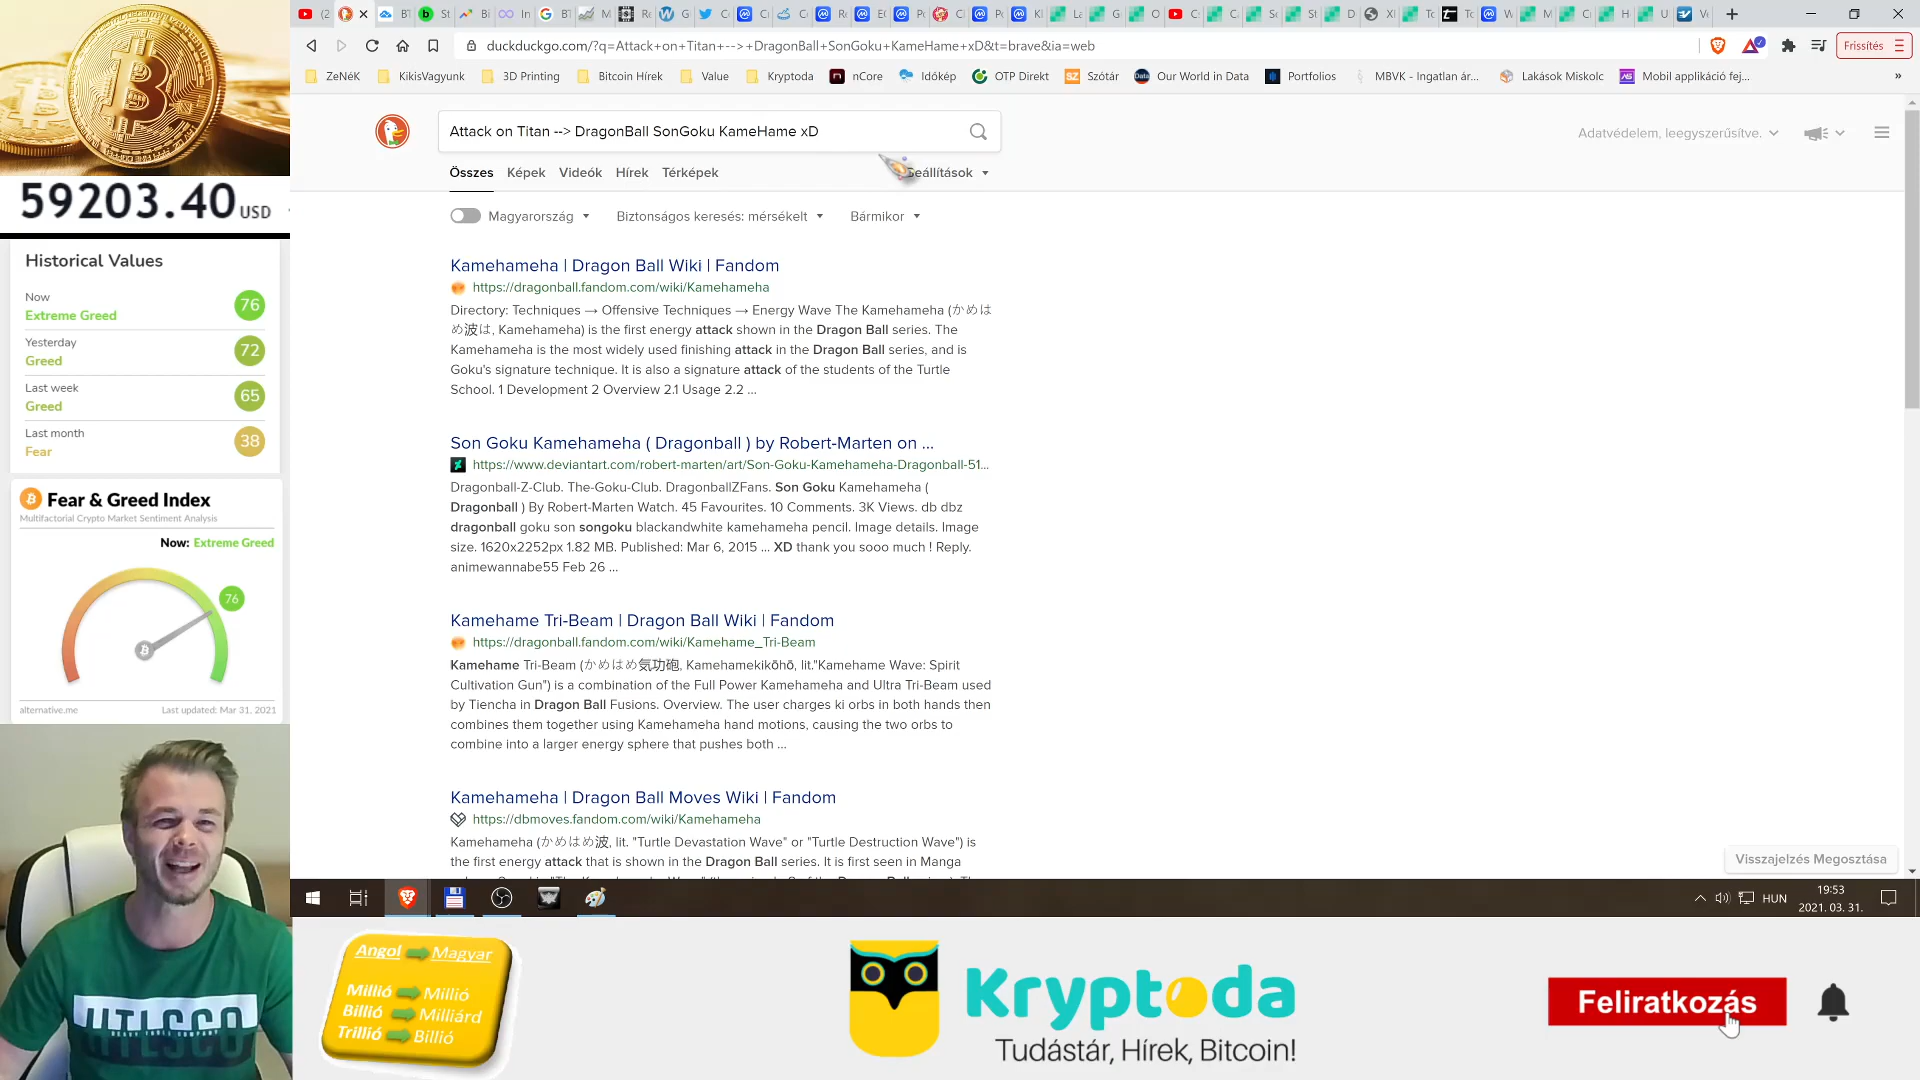 59203.40 USD
Historical Values
Now
Extreme Greed
76
Yesterday
Greed
72
Last week
Greed
65
Last month
Fear
38
Fear & Greed Index
Multifactorial Crypto Market Sentiment Analysis
Now: Extreme Greed
76
alternative.me
Last updated: Mar 31, 2021
duckduckgo.com/?q=Attack+on+Titan+-->+DragonBall+SonGoku+KameHame+xD&t=brave&ia=web
Frissítés
ZeNéK
KikisVagyunk
3D Printing
Bitcoin Hírek
Value
Kryptoda
nCore
Időkép
OTP Direkt
SZ Szótár
Our World in Data
Portfolios
MBVK - Ingatlan ár...
Lakások Miskolc
Mobil applikáció fej...
»
Attack on Titan --> DragonBall SonGoku KameHame xD
Adatvédelem, leegyszerűsítve.
Összes Képek Videók Hírek Térképek
Magyarország Biztonságos keresés: mérsékelt Bármikor
Kamehameha | Dragon Ball Wiki | Fandom
https://dragonball.fandom.com/wiki/Kamehameha
Directory: Techniques → Offensive Techniques → Energy Wave The Kamehameha (かめは
め波は, Kamehameha) is the first energy attack shown in the Dragon Ball series. The
Kamehameha is the most widely used finishing attack in the Dragon Ball series, and is
Goku's signature technique. It is also a signature attack of the students of the Turtle
School. 1 Development 2 Overview 2.1 Usage 2.2 ...
Son Goku Kamehameha ( Dragonball ) by Robert-Marten on ...
https://www.deviantart.com/robert-marten/art/Son-Goku-Kamehameha-Dragonball-51...
Dragonball-Z-Club. The-Goku-Club. DragonballZFans. Son Goku Kamehameha (
Dragonball ) By Robert-Marten Watch. 45 Favourites. 10 Comments. 3K Views. db dbz
dragonball goku son songoku blackandwhite kamehameha pencil. Image details. Image
size. 1620x2252px 1.82 MB. Published: Mar 6, 2015 ... XD thank you sooo much ! Reply.
animewannabe55 Feb 26 ...
Kamehame Tri-Beam | Dragon Ball Wiki | Fandom
https://dragonball.fandom.com/wiki/Kamehame_Tri-Beam
Kamehame Tri-Beam (かめはめ気功砲, Kamehamekikōhō, lit."Kamehame Wave: Spirit
Cultivation Gun") is a combination of the Full Power Kamehameha and Ultra Tri-Beam used
by Tiencha in Dragon Ball Fusions. Overview. The user charges ki orbs in both hands then
combines them together using Kamehameha hand motions, causing the two orbs to
combine into a larger energy sphere that pushes both ...
Kamehameha | Dragon Ball Moves Wiki | Fandom
https://dbmoves.fandom.com/wiki/Kamehameha
Kamehameha (かめはめ波, lit. "Turtle Devastation Wave" or "Turtle Destruction Wave") is
the first energy attack that is shown in the Dragon Ball series. It is first seen in Manga
Visszajelzés Megosztása
HUN
19:53
2021. 03. 31.
Angol Magyar
Millió Millió
Billió Milliárd
Trillió Billió
Kryptoda
Tudástár, Hírek, Bitcoin!
Feliratkozás